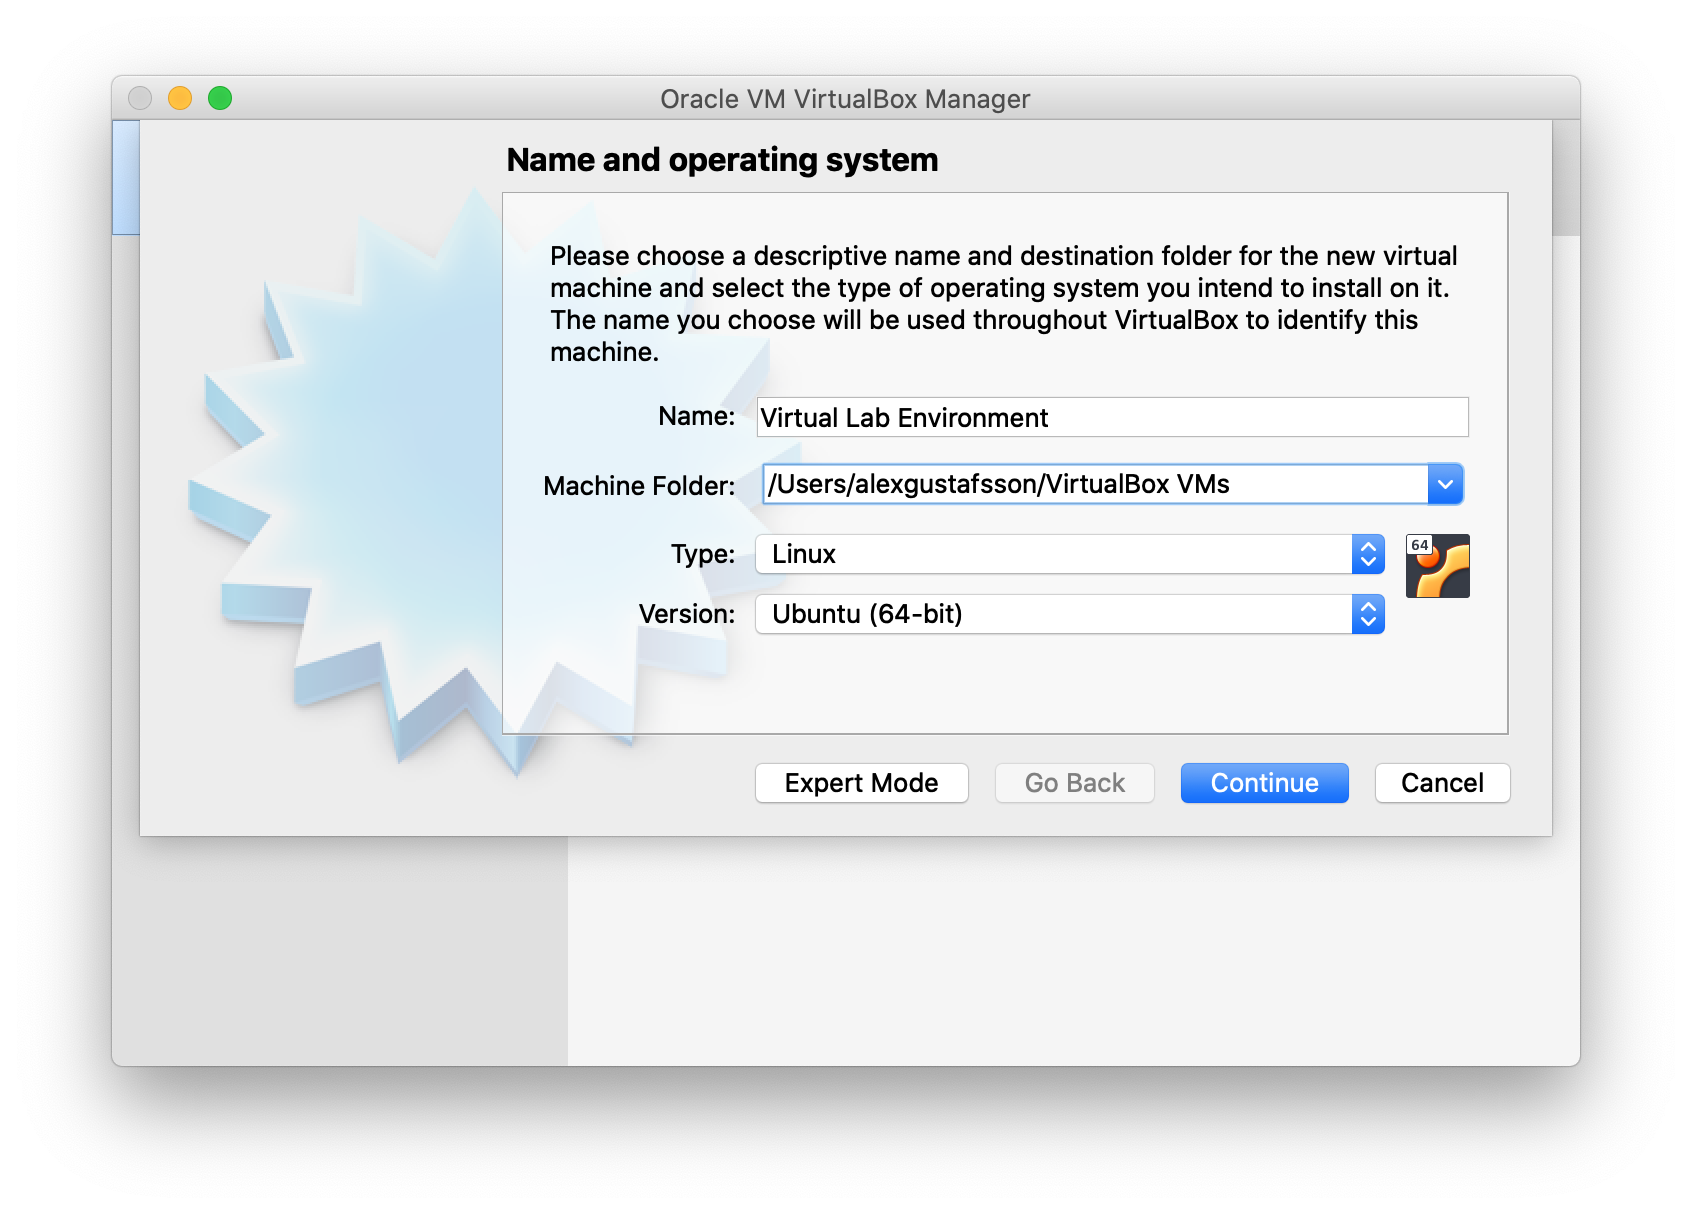 Oracle VM VirtualBox Manager
Name and operating system
Please choose a descriptive name and destination folder for the new virtual
machine and select the type of operating system you intend to install on it.
The name you choose will be used throughout VirtualBox to identify this
machine.
Name: Virtual Lab Environment
Machine Folder: /Users/alexgustafsson/VirtualBox VMs
Type: Linux
64
Version: Ubuntu (64-bit)
Expert Mode Go Back Continue Cancel